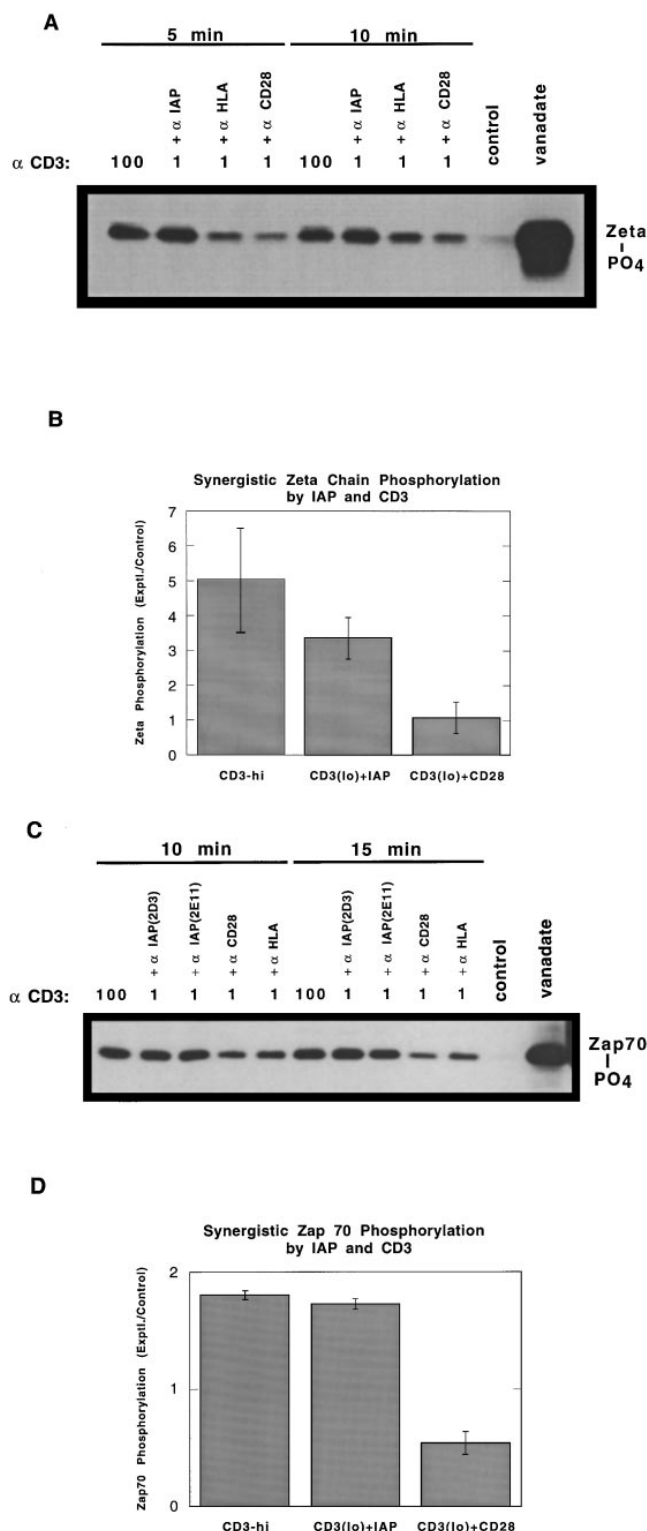 A
5 min 10 min
+ α IAP + α HLA + α CD28 + α IAP + α HLA + α CD28 control vanadate
α CD3: 100 1 1 1 100 1 1 1
Zeta
PO4
B
Synergistic Zeta Chain Phosphorylation
by IAP and CD3
Zeta Phosphorylation (Exptl./Control)
7
6
5
4
3
2
1
0
CD3-hi CD3(lo)+IAP CD3(lo)+CD28
C
10 min 15 min
+ α IAP(2D3) + α IAP(2E11) + α CD28 + α HLA + α IAP(2D3) + α IAP(2E11) + α CD28 + α HLA control vanadate
α CD3: 100 1 1 1 1 100 1 1 1 1
Zap70
PO4
D
Synergistic Zap 70 Phosphorylation
by IAP and CD3
Zap70 Phosphorylation (Exptl./Control)
2
1
0
CD3-hi CD3(lo)+IAP CD3(lo)+CD28